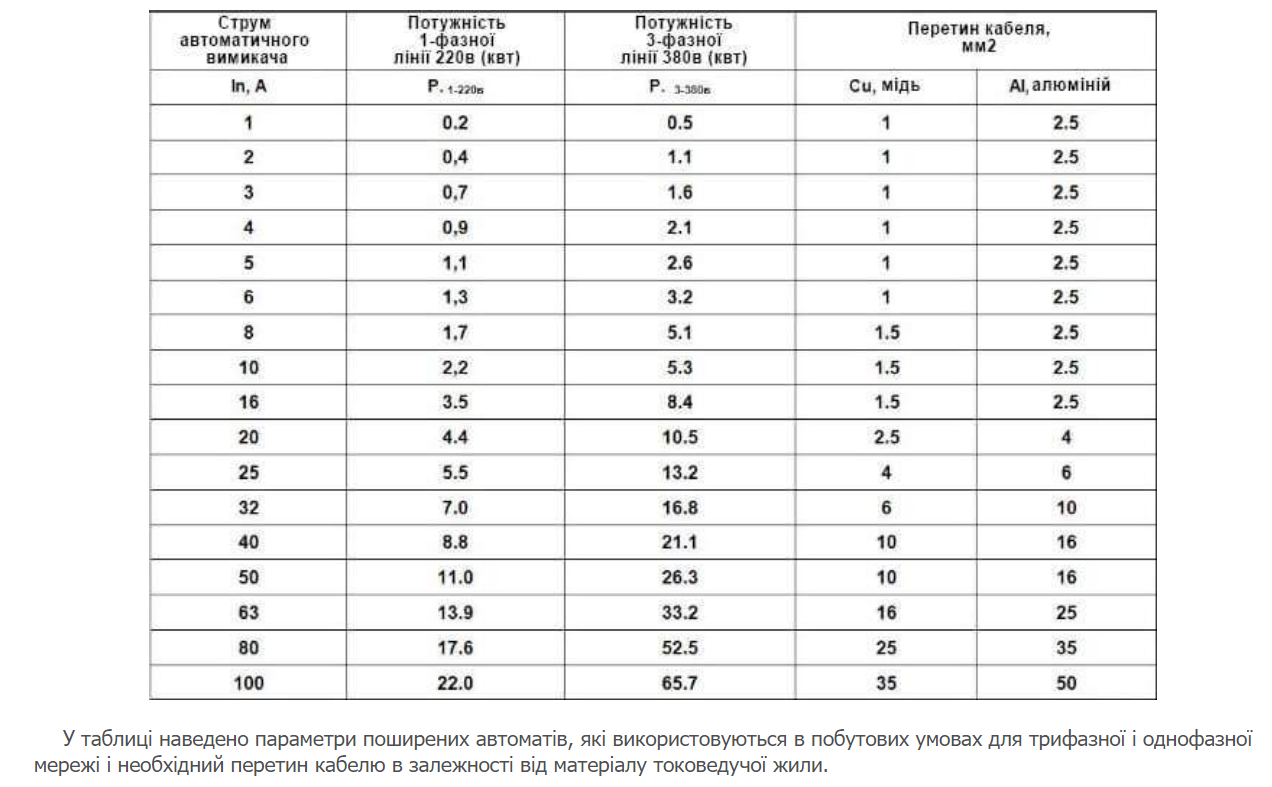 Струм автоматичного вимикача Потужність 1-фазної лінії 220в (квт) Потужність 3-фазної лінії 380в (квт) Перетин кабеля, мм2
In, A P. 1-220в P. 3-380в Cu, мідь Al, алюміній
1 0.2 0.5 1 2.5
2 0,4 1.1 1 2.5
3 0,7 1.6 1 2.5
4 0,9 2.1 1 2.5
5 1,1 2.6 1 2.5
6 1,3 3.2 1 2.5
8 1,7 5.1 1.5 2.5
10 2,2 5.3 1.5 2.5
16 3.5 8.4 1.5 2.5
20 4.4 10.5 2.5 4
25 5.5 13.2 4 6
32 7.0 16.8 6 10
40 8.8 21.1 10 16
50 11.0 26.3 10 16
63 13.9 33.2 16 25
80 17.6 52.5 25 35
100 22.0 65.7 35 50
У таблиці наведено параметри поширених автоматів, які використовуються в побутових умовах для трифазної і однофазної
мережі і необхідний перетин кабелю в залежності від матеріалу токоведучої жили.